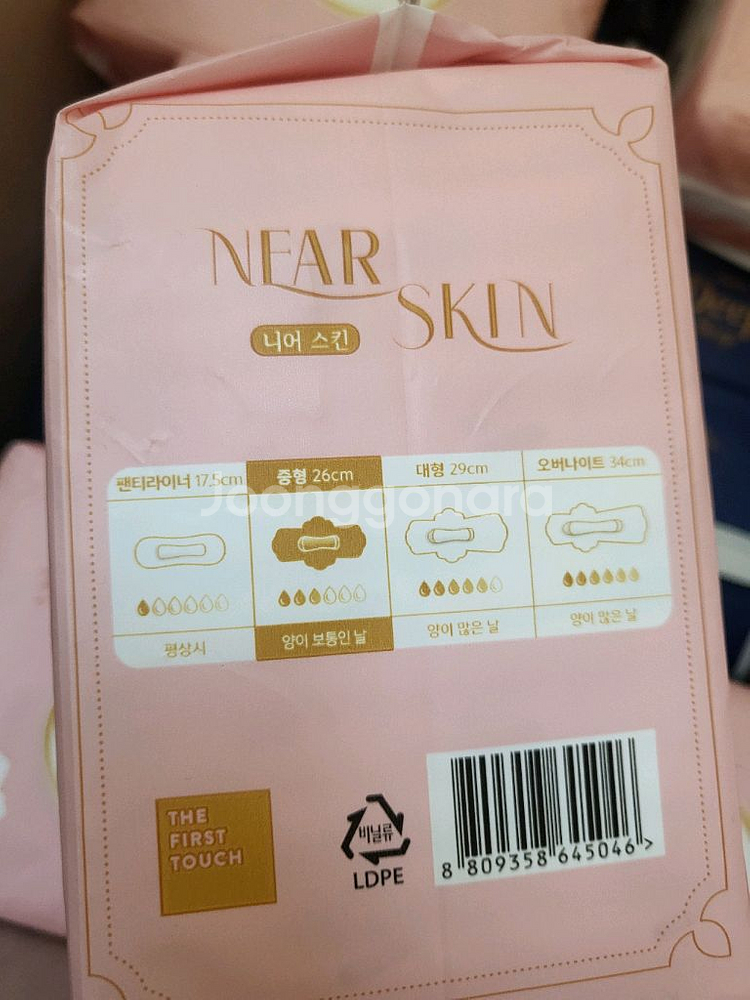 NEAR
SKIN
니어 스킨
팬티라이너 17.5cm 중형 26cm 대형 29cm 오버나이트 34cm
Joonggonara
평상시 양이 보통인 날 양이 많은 날 양이 많은 날
THE
FIRST
TOUCH
비닐류
LDPE
8 809358 645046 >